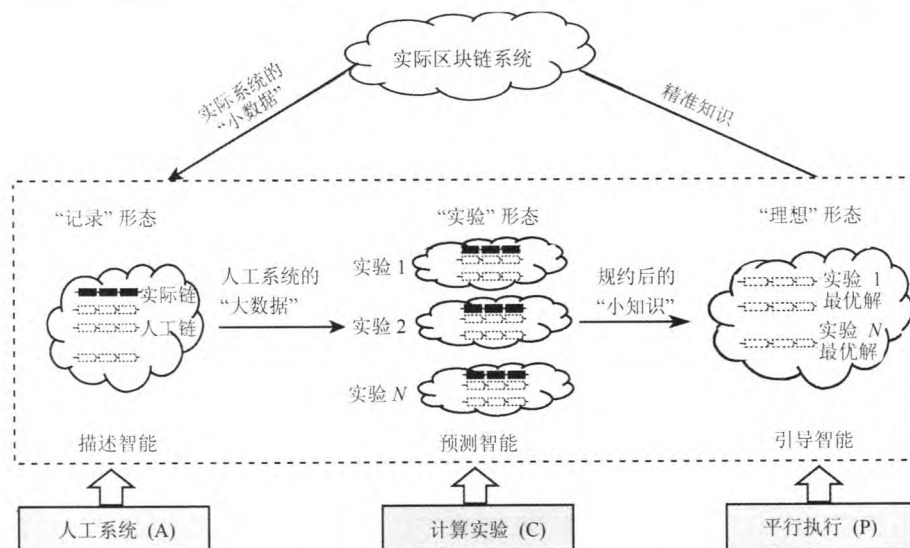 实际区块链系统
实际系统的
“小数据”
精准知识
“记录”形态
“实验”形态
“理想”形态
实际链
人工链
人工系统的
“大数据”
实验 1
实验 2
实验 N
规约后的
“小知识”
实验 1
最优解
实验 N
最优解
描述智能
预测智能
引导智能
人工系统 (A)
计算实验 (C)
平行执行 (P)